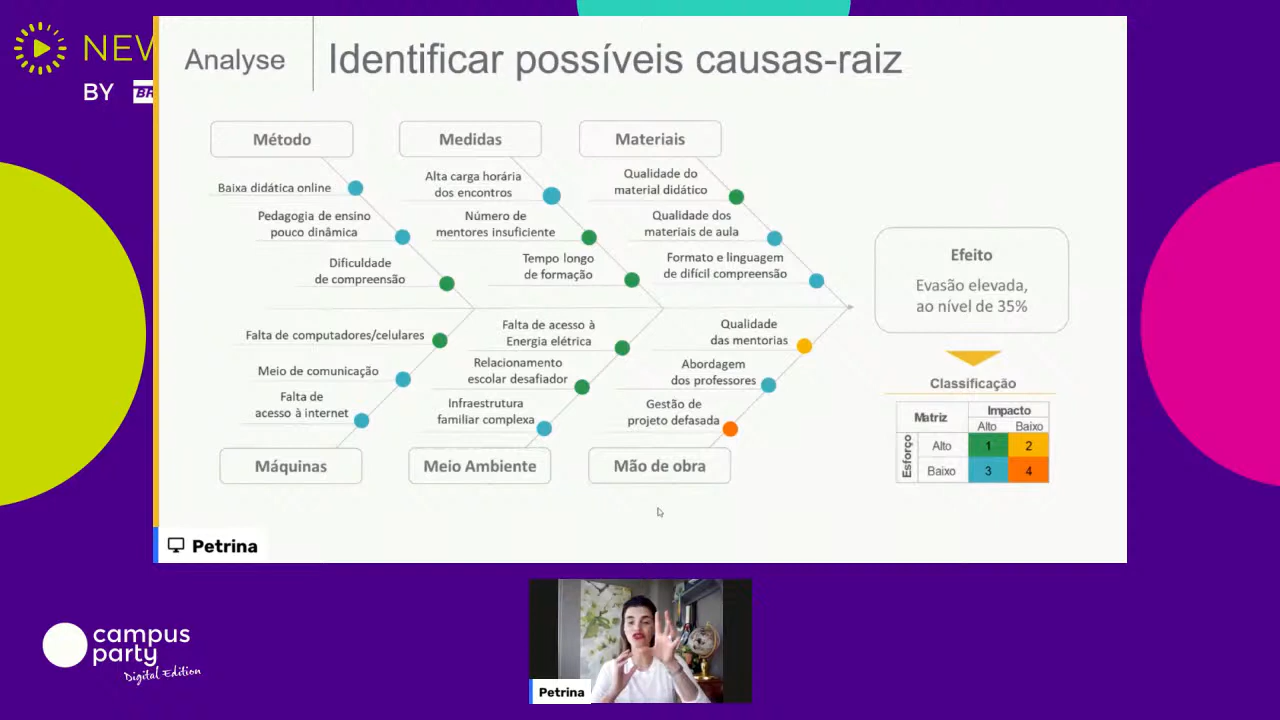 NEW
BY BR
Analyse
Identificar possíveis causas-raiz
Método
Medidas
Materiais
Baixa didática online
Pedagogia de ensino
pouco dinâmica
Dificuldade
de compreensão
Alta carga horária
dos encontros
Número de
mentores insuficiente
Tempo longo
de formação
Qualidade do
material didático
Qualidade dos
materiais de aula
Formato e linguagem
de difícil compreensão
Efeito
Evasão elevada,
ao nível de 35%
Falta de computadores/celulares
Meio de comunicação
Falta de
acesso à internet
Falta de acesso à
Energia elétrica
Relacionamento
escolar desafiador
Infraestrutura
familiar complexa
Qualidade
das mentorias
Abordagem
dos professores
Gestão de
projeto defasada
Máquinas
Meio Ambiente
Mão de obra
Classificação
Matriz
Impacto
Alto Baixo
Esforço
Alto 1 2
Baixo 3 4
Petrina
campus
party
Digital Edition
Petrina